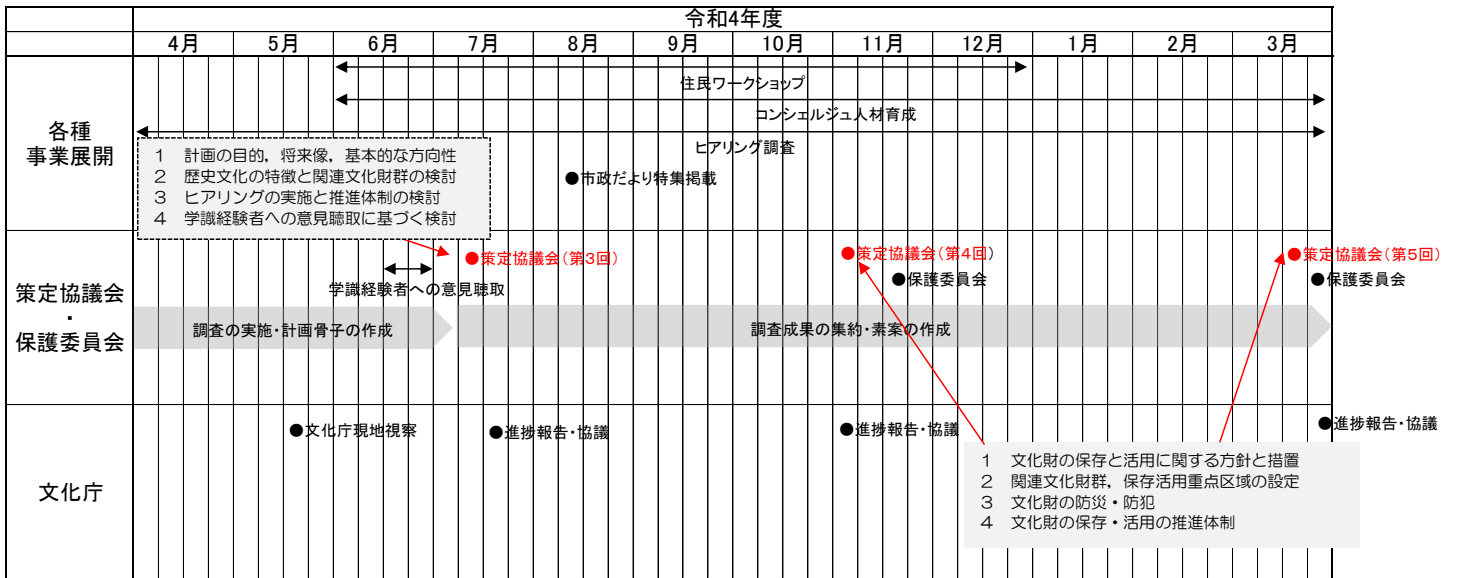 令和4年度
4月 5月 6月 7月 8月 9月 10月 11月 12月 1月 2月 3月
各種
事業展開
住民ワークショップ
コンシェルジュ人材育成
ヒアリング調査
1 計画の目的，将来像，基本的な方向性
2 歴史文化の特徴と関連文化財群の検討
3 ヒアリングの実施と推進体制の検討
4 学識経験者への意見聴取に基づく検討
●市政だより特集掲載
策定協議会
・
保護委員会
●策定協議会(第3回)
●策定協議会(第4回)
●策定協議会(第5回)
●保護委員会
●保護委員会
学識経験者への意見聴取
調査の実施・計画骨子の作成
調査成果の集約・素案の作成
文化庁
●文化庁現地視察
●進捗報告・協議
●進捗報告・協議
●進捗報告・協議
1 文化財の保存と活用に関する方針と措置
2 関連文化財群，保存活用重点区域の設定
3 文化財の防災・防犯
4 文化財の保存・活用の推進体制